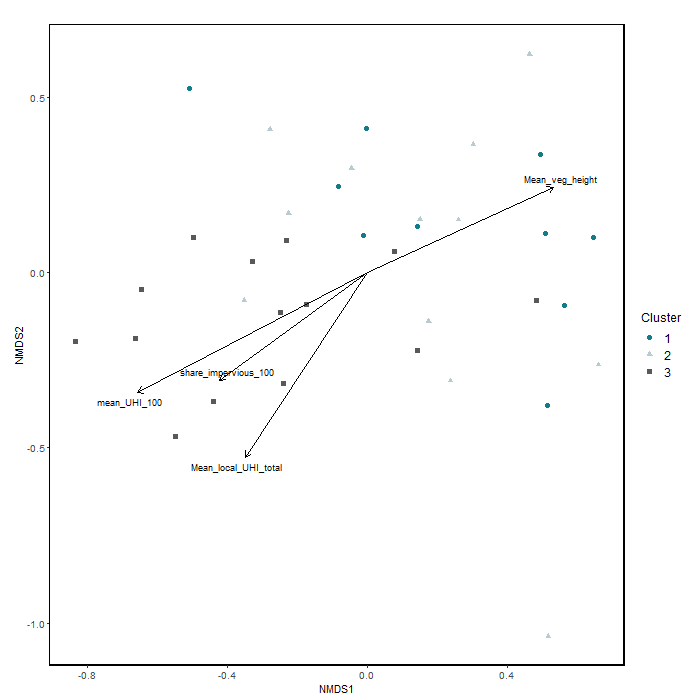 0.5
0.0
-0.5
-1.0
NMDS2
Mean_veg_height
share_impervious_100
mean_UHI_100
Mean_local_UHI_total
Cluster
1
2
3
-0.8
-0.4
0.0
0.4
NMDS1